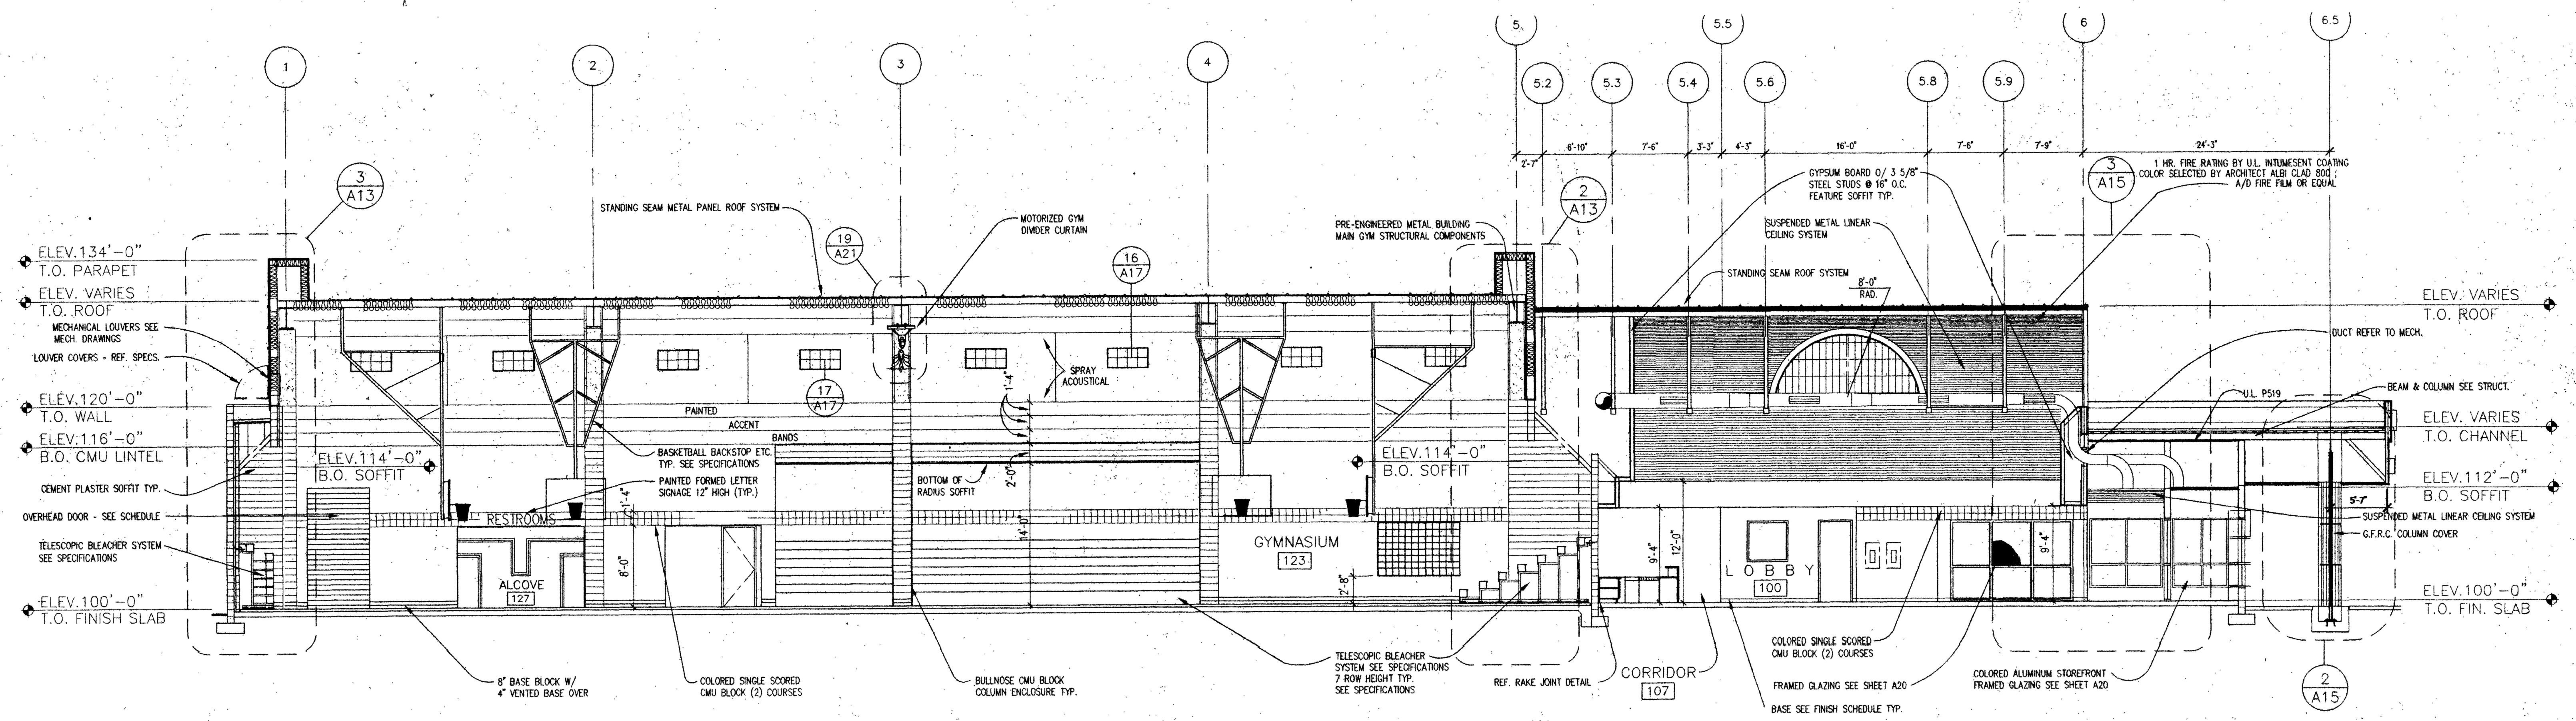 1
2
3
4
5
5.5
6
6.5
5.2
5.3
5.4
5.6
5.8
5.9
2'-7"
6'-10"
7'-6"
3'-3"
4'-3"
16'-0"
7'-6"
7'-9"
24'-3"
3
A13
2
A13
3
A15
19
A21
16
A17
17
A17
2
A15
1 HR. FIRE RATING BY U.L. INTUMESENT COATING
COLOR SELECTED BY ARCHITECT ALBI CLAD 800 ;
A/D FIRE FILM OR EQUAL
GYPSUM BOARD O/ 3 5/8"
STEEL STUDS @ 16" O.C.
FEATURE SOFFIT TYP.
STANDING SEAM METAL PANEL ROOF SYSTEM
MOTORIZED GYM
DIVIDER CURTAIN
PRE-ENGINEERED METAL BUILDING
MAIN GYM STRUCTURAL COMPONENTS
SUSPENDED METAL LINEAR
CEILING SYSTEM
STANDING SEAM ROOF SYSTEM
8'-0"
RAD.
ELEV.134'-0"
T.O. PARAPET
ELEV. VARIES
T.O. ROOF
MECHANICAL LOUVERS SEE
MECH. DRAWINGS
LOUVER COVERS - REF. SPECS.
ELEV.120'-0"
T.O. WALL
ELEV.116'-0"
B.O. CMU LINTEL
ELEV.114'-0"
B.O. SOFFIT
CEMENT PLASTER SOFFIT TYP.
OVERHEAD DOOR - SEE SCHEDULE
TELESCOPIC BLEACHER SYSTEM
SEE SPECIFICATIONS
ELEV.100'-0"
T.O. FINISH SLAB
SPRAY
ACOUSTICAL
1'-4"
PAINTED
ACCENT
BANDS
BASKETBALL BACKSTOP ETC.
TYP. SEE SPECIFICATIONS
PAINTED FORMED LETTER
SIGNAGE 12" HIGH (TYP.)
BOTTOM OF
RADIUS SOFFIT
2'-0"
14'-0"
1'-4"
8'-0"
RESTROOMS
ALCOVE
127
ELEV.114'-0"
B.O. SOFFIT
GYMNASIUM
123
2'-8"
9'-4"
12'-0"
LOBBY
100
9'-4"
ELEV. VARIES
T.O. ROOF
DUCT REFER TO MECH.
BEAM & COLUMN SEE STRUCT.
U.L. P519
ELEV. VARIES
T.O. CHANNEL
ELEV.112'-0"
B.O. SOFFIT
5'-7"
SUSPENDED METAL LINEAR CEILING SYSTEM
G.F.R.C. COLUMN COVER
ELEV.100'-0"
T.O. FIN. SLAB
8" BASE BLOCK W/
4" VENTED BASE OVER
COLORED SINGLE SCORED
CMU BLOCK (2) COURSES
BULLNOSE CMU BLOCK
COLUMN ENCLOSURE TYP.
TELESCOPIC BLEACHER
SYSTEM SEE SPECIFICATIONS
7 ROW HEIGHT TYP.
SEE SPECIFICATIONS
REF. RAKE JOINT DETAIL
CORRIDOR
107
COLORED SINGLE SCORED
CMU BLOCK (2) COURSES
FRAMED GLAZING SEE SHEET A20
BASE SEE FINISH SCHEDULE TYP.
COLORED ALUMINUM STOREFRONT
FRAMED GLAZING SEE SHEET A20